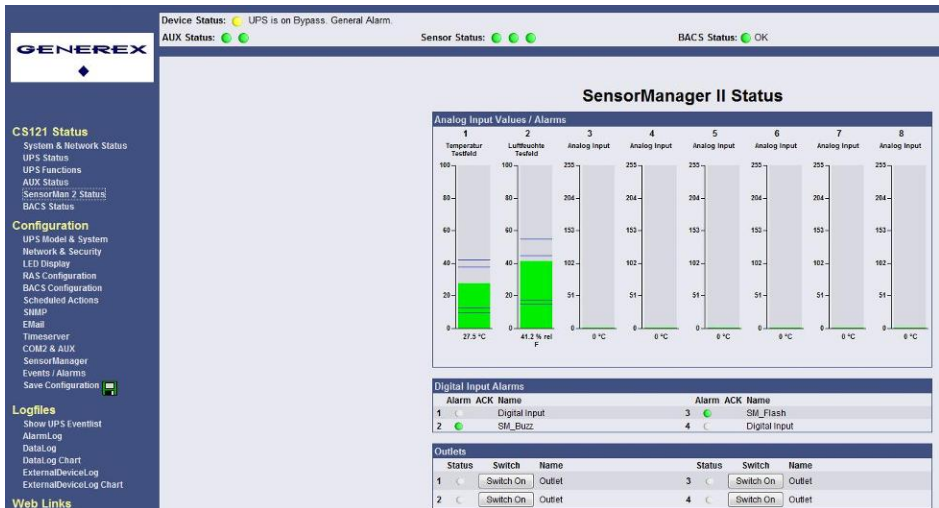 Device Status: UPS is on Bypass. General Alarm.
AUX Status: Sensor Status: BACS Status: OK
GENEREX
CS121 Status
System & Network Status
UPS Status
UPS Functions
AUX Status
SensorMan 2 Status
BACS Status
Configuration
UPS Model & System
Network & Security
LED Display
RAS Configuration
BACS Configuration
Scheduled Actions
SNMP
EMail
Timeserver
COM2 & AUX
SensorManager
Events / Alarms
Save Configuration
Logfiles
Show UPS Eventlist
AlarmLog
DataLog
DataLog Chart
ExternalDeviceLog
ExternalDeviceLog Chart
Web Links
SensorManager II Status
Analog Input Values / Alarms
1 2 3 4 5 6 7 8
Temperatur Testfeld Luftfeuchte Tesfeld Analog Input Analog Input Analog Input Analog Input Analog Input Analog Input
100 100 255 255 255 255 255 255
80 80 204 204 204 204 204 204
60 60 153 153 153 153 153 153
40 40 102 102 102 102 102 102
20 20 51 51 51 51 51 51
0 0 0 0 0 0 0 0
27.5 °C 41.2 % rel F 0 °C 0 °C 0 °C 0 °C 0 °C 0 °C
Digital Input Alarms
Alarm ACK Name Alarm ACK Name
1 Digital Input 3 SM_Flash
2 SM_Buzz 4 Digital Input
Outlets
Status Switch Name Status Switch Name
1 Switch On Outlet 3 Switch On Outlet
2 Switch On Outlet 4 Switch On Outlet